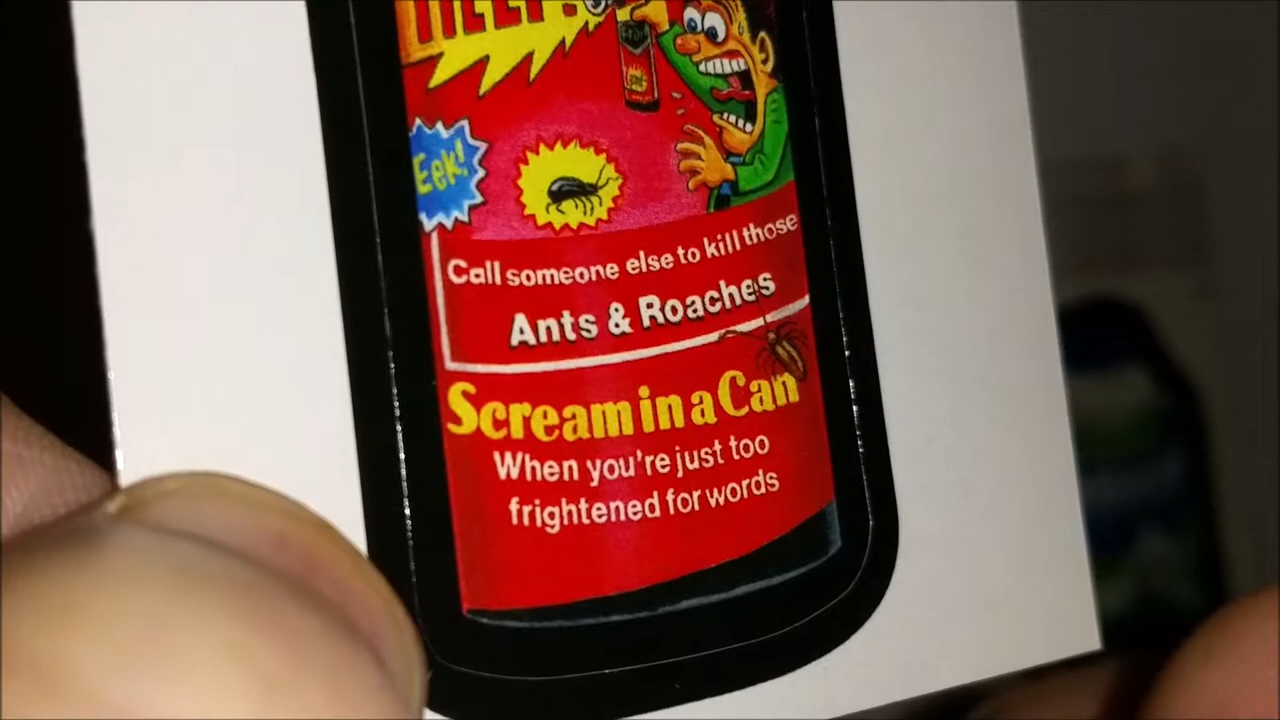 HELP!
Eek!
Call someone else to kill those
Ants & Roaches
Scream in a Can
When you're just too
frightened for words